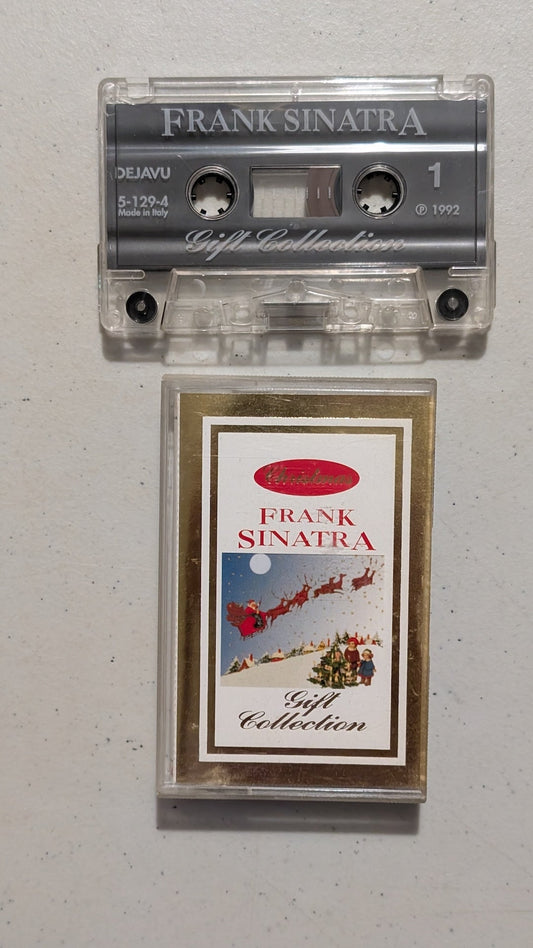 FRANK SINATRA
DEJAVU
1
5-129-4
Made in Italy
℗ 1992
Gift Collection
Christmas
FRANK
SINATRA
Gift
Collection